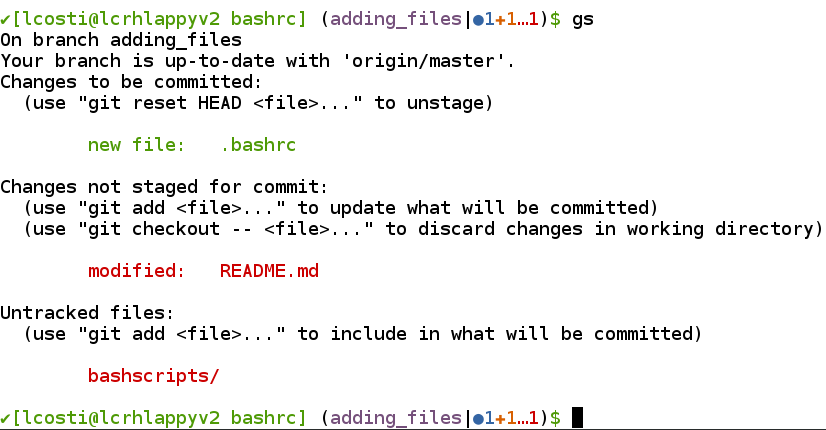 ✔[lcosti@lcrhlappyv2 bashrc] (adding_files|●1+1…1)$ gs
On branch adding_files
Your branch is up-to-date with 'origin/master'.
Changes to be committed:
  (use "git reset HEAD <file>..." to unstage)
        new file:   .bashrc
Changes not staged for commit:
  (use "git add <file>..." to update what will be committed)
  (use "git checkout -- <file>..." to discard changes in working directory)
        modified:   README.md
Untracked files:
  (use "git add <file>..." to include in what will be committed)
        bashscripts/
✔[lcosti@lcrhlappyv2 bashrc] (adding_files|●1+1…1)$